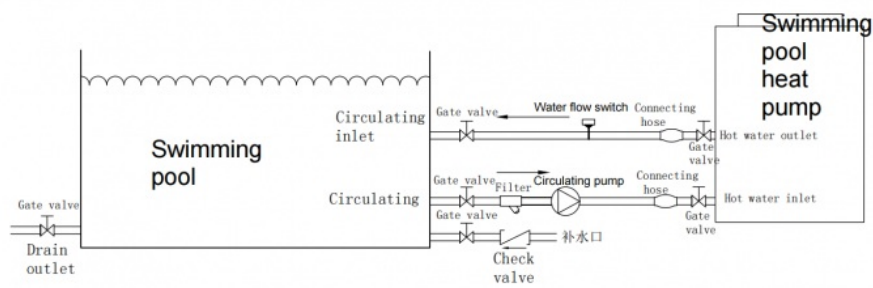 Swimming
pool
heat
pump
Circulating
inlet
Gate valve
Water flow switch
Connecting
hose
Gate
valve
Hot water outlet
Swimming
pool
Circulating
Gate valve
Filter
Circulating pump
Connecting
hose
Gate
valve
Hot water inlet
Gate valve
Drain
outlet
Gate valve
Check
valve
补水口